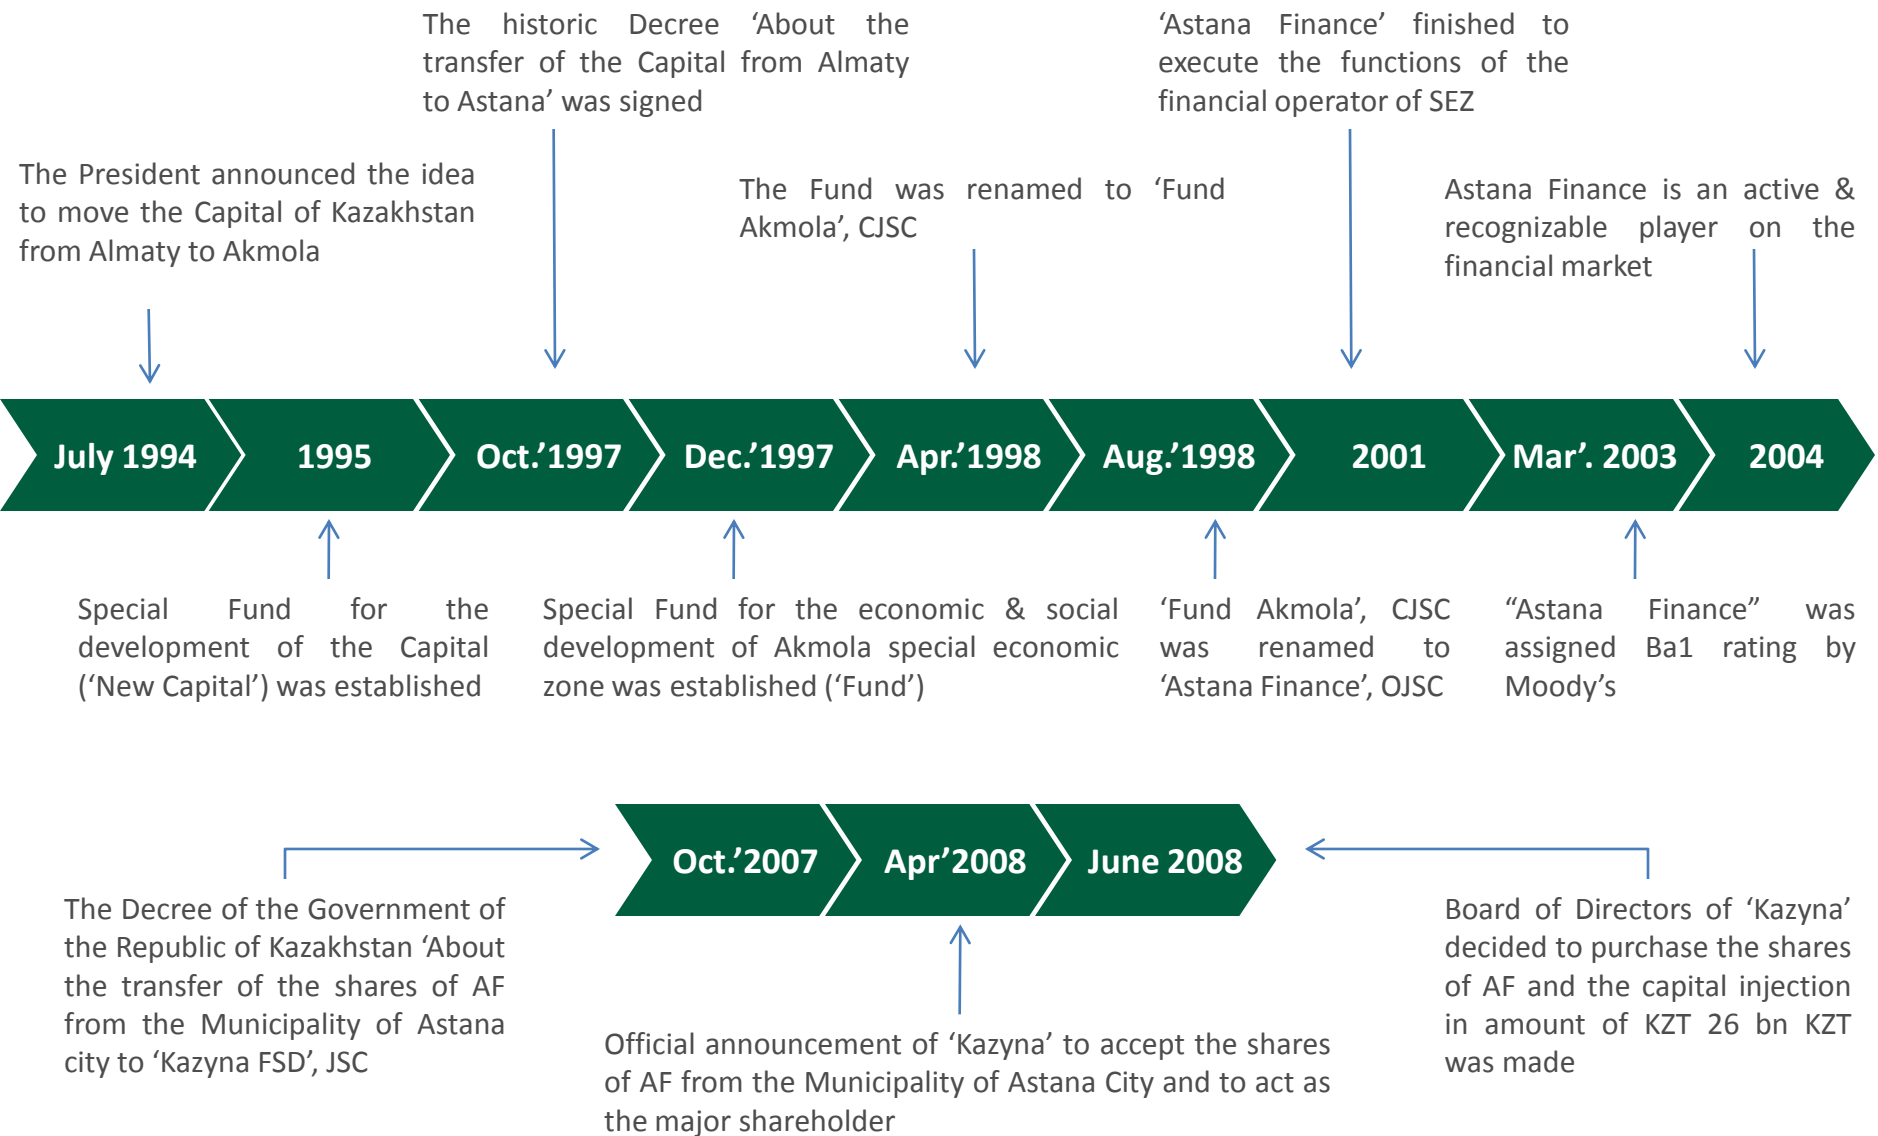 The historic Decree ‘About the
transfer of the Capital from Almaty
to Astana’ was signed
‘Astana Finance’ finished to
execute the functions of the
financial operator of SEZ
The President announced the idea
to move the Capital of Kazakhstan
from Almaty to Akmola
The Fund was renamed to ‘Fund
Akmola’, CJSC
Astana Finance is an active &
recognizable player on the
financial market
July 1994
1995
Oct.’1997
Dec.’1997
Apr.’1998
Aug.’1998
2001
Mar’. 2003
2004
Special Fund for the
development of the Capital
(‘New Capital’) was established
Special Fund for the economic & social
development of Akmola special economic
zone was established (‘Fund’)
‘Fund Akmola’, CJSC
was renamed to
‘Astana Finance’, OJSC
“Astana Finance” was
assigned Ba1 rating by
Moody’s
Oct.’2007
Apr’2008
June 2008
The Decree of the Government of
the Republic of Kazakhstan ‘About
the transfer of the shares of AF
from the Municipality of Astana
city to ‘Kazyna FSD’, JSC
Official announcement of ‘Kazyna’ to accept the shares
of AF from the Municipality of Astana City and to act as
the major shareholder
Board of Directors of ‘Kazyna’
decided to purchase the shares
of AF and the capital injection
in amount of KZT 26 bn KZT
was made